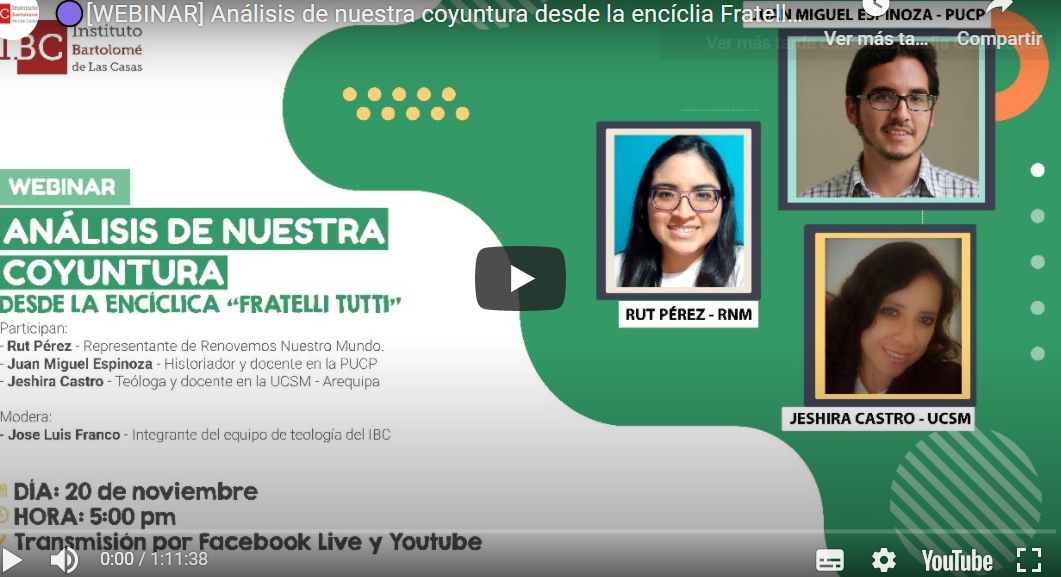 [WEBINAR] Análisis de nuestra coyuntura desde la encíclia Fratell...
Ver más ta...
Compartir
Instituto
Bartolomé
de Las Casas
IBC
MIGUEL ESPINOZA - PUCP
WEBINAR
ANÁLISIS DE NUESTRA
COYUNTURA
DESDE LA ENCÍCLICA “FRATELLI TUTTI”
Participan:
- Rut Pérez - Representante de Renovemos Nuestro Mundo.
- Juan Miguel Espinoza - Historiador y docente en la PUCP
- Jeshira Castro - Teóloga y docente en la UCSM - Arequipa
Modera:
- Jose Luis Franco - Integrante del equipo de teología del IBC
RUT PÉREZ - RNM
JESHIRA CASTRO - UCSM
DÍA: 20 de noviembre
HORA: 5:00 pm
Transmisión por Facebook Live y Youtube
0:00 / 1:11:38
YouTube